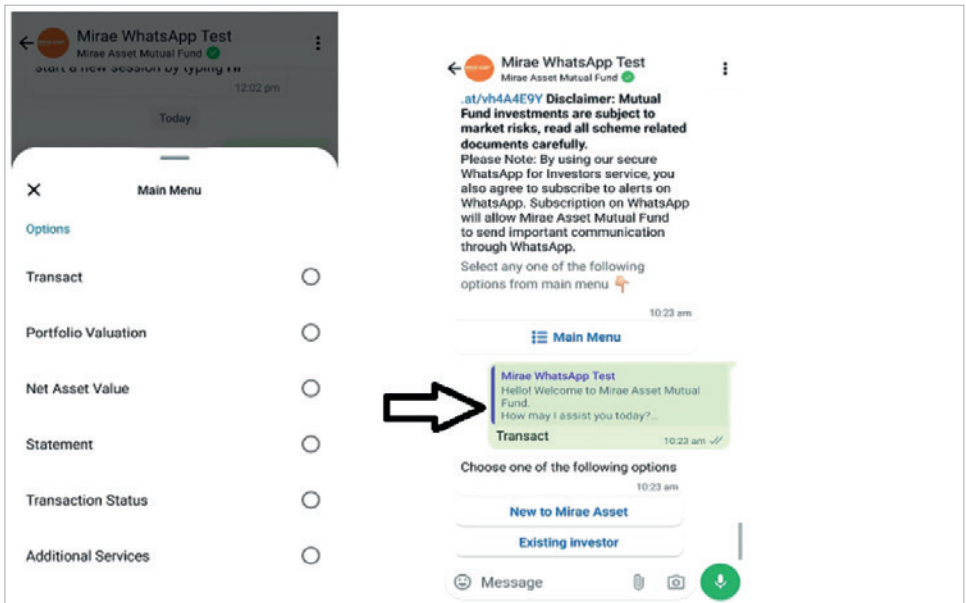 Mirae WhatsApp Test
Mirae Asset Mutual Fund
start a new session by typing Hi
12:02 pm
Today
Main Menu
Options
Transact
Portfolio Valuation
Net Asset Value
Statement
Transaction Status
Additional Services
Mirae WhatsApp Test
Mirae Asset Mutual Fund
.at/vh4A4E9Y Disclaimer: Mutual
Fund investments are subject to
market risks, read all scheme related
documents carefully.
Please Note: By using our secure
WhatsApp for Investors service, you
also agree to subscribe to alerts on
WhatsApp. Subscription on WhatsApp
will allow Mirae Asset Mutual Fund
to send important communication
through WhatsApp.
Select any one of the following
options from main menu 👇🏻
10:23 am
Main Menu
Mirae WhatsApp Test
Hello! Welcome to Mirae Asset Mutual
Fund.
How may I assist you today?...
Transact
10:23 am
Choose one of the following options
10:23 am
New to Mirae Asset
Existing investor
Message